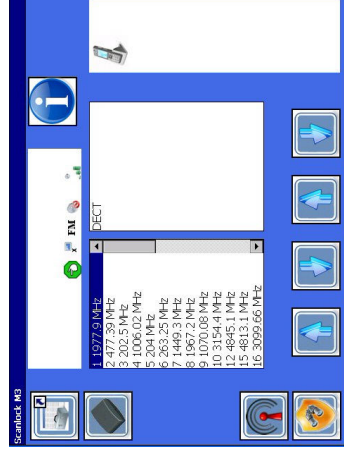 Scanlock M3
x FM
1 1977.9 MHz
2 477.39 MHz
3 202.5 MHz
4 1006.02 MHz
5 204 MHz
6 263.25 MHz
7 1449.3 MHz
8 1967.2 MHz
9 1070.08 MHz
10 3154.4 MHz
12 4845.1 MHz
15 4813.1 MHz
16 3099.66 MHz
DECT